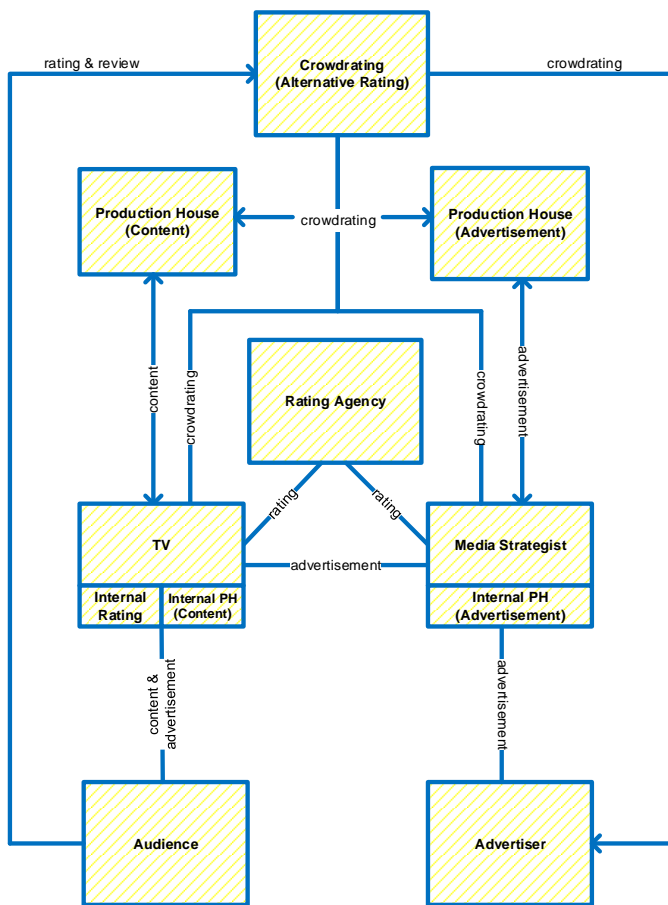 rating & review
Crowdrating
(Alternative Rating)
crowdrating
Production House
(Content)
crowdrating
Production House
(Advertisement)
content
crowdrating
Rating Agency
crowdrating
advertisement
rating
rating
TV
advertisement
Media Strategist
Internal
Rating
Internal PH
(Content)
Internal PH
(Advertisement)
content &
advertisement
advertisement
Audience
Advertiser